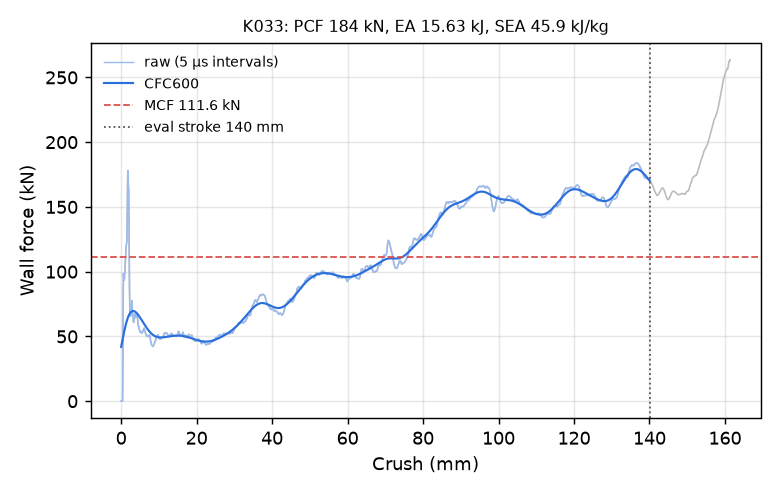 K033: PCF 184 kN, EA 15.63 kJ, SEA 45.9 kJ/kg
raw (5 µs intervals)
CFC600
MCF 111.6 kN
eval stroke 140 mm
Wall force (kN)
250
200
150
100
50
0
0 20 40 60 80 100 120 140 160
Crush (mm)